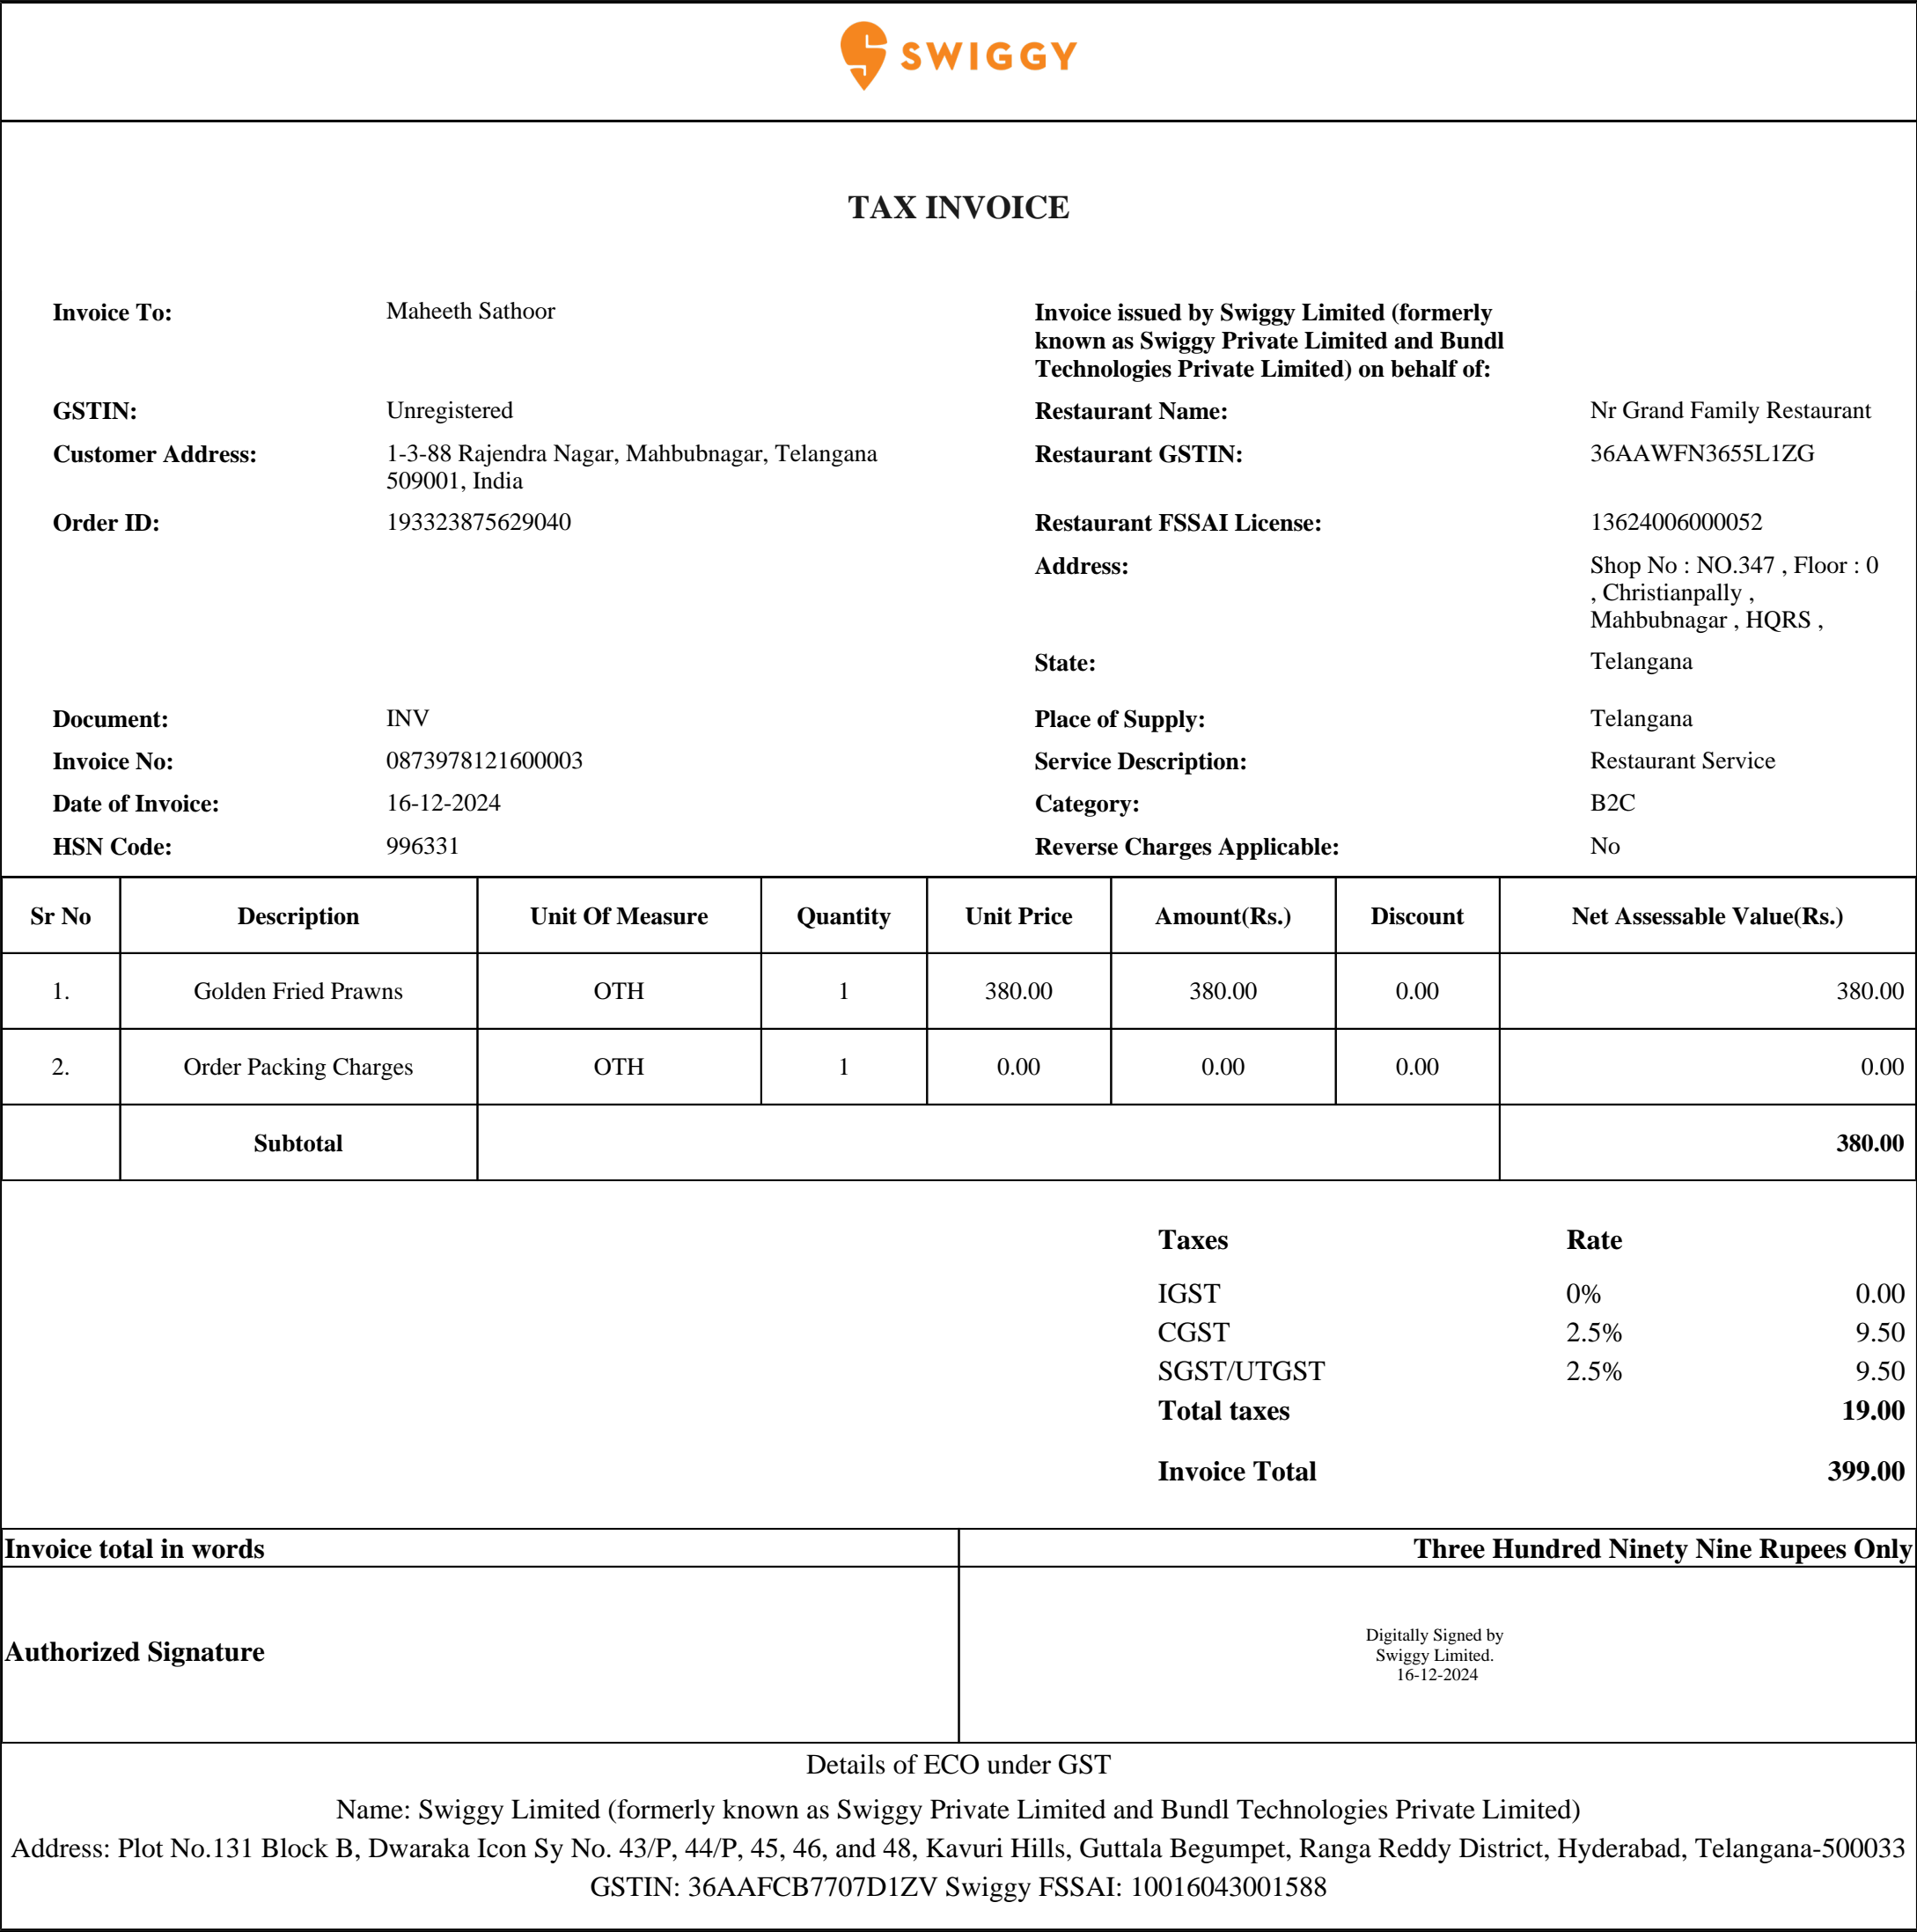 SWIGGY
TAX INVOICE
Invoice To: Maheeth Sathoor
Invoice issued by Swiggy Limited (formerly
known as Swiggy Private Limited and Bundl
Technologies Private Limited) on behalf of:
GSTIN: Unregistered Restaurant Name: Nr Grand Family Restaurant
Customer Address: 1-3-88 Rajendra Nagar, Mahbubnagar, Telangana
509001, India
Restaurant GSTIN: 36AAWFN3655L1ZG
Order ID: 193323875629040 Restaurant FSSAI License: 13624006000052
Address: Shop No : NO.347 , Floor : 0
, Christianpally ,
Mahbubnagar , HQRS ,
State: Telangana
Document: INV Place of Supply: Telangana
Invoice No: 0873978121600003 Service Description: Restaurant Service
Date of Invoice: 16-12-2024 Category: B2C
HSN Code: 996331 Reverse Charges Applicable: No
Sr No Description Unit Of Measure Quantity Unit Price Amount(Rs.) Discount Net Assessable Value(Rs.)
1. Golden Fried Prawns OTH 1 380.00 380.00 0.00 380.00
2. Order Packing Charges OTH 1 0.00 0.00 0.00 0.00
Subtotal 380.00
Taxes Rate
IGST 0% 0.00
CGST 2.5% 9.50
SGST/UTGST 2.5% 9.50
Total taxes 19.00
Invoice Total 399.00
Invoice total in words Three Hundred Ninety Nine Rupees Only
Authorized Signature
Digitally Signed by
Swiggy Limited.
16-12-2024
Details of ECO under GST
Name: Swiggy Limited (formerly known as Swiggy Private Limited and Bundl Technologies Private Limited)
Address: Plot No.131 Block B, Dwaraka Icon Sy No. 43/P, 44/P, 45, 46, and 48, Kavuri Hills, Guttala Begumpet, Ranga Reddy District, Hyderabad, Telangana-500033
GSTIN: 36AAFCB7707D1ZV Swiggy FSSAI: 10016043001588